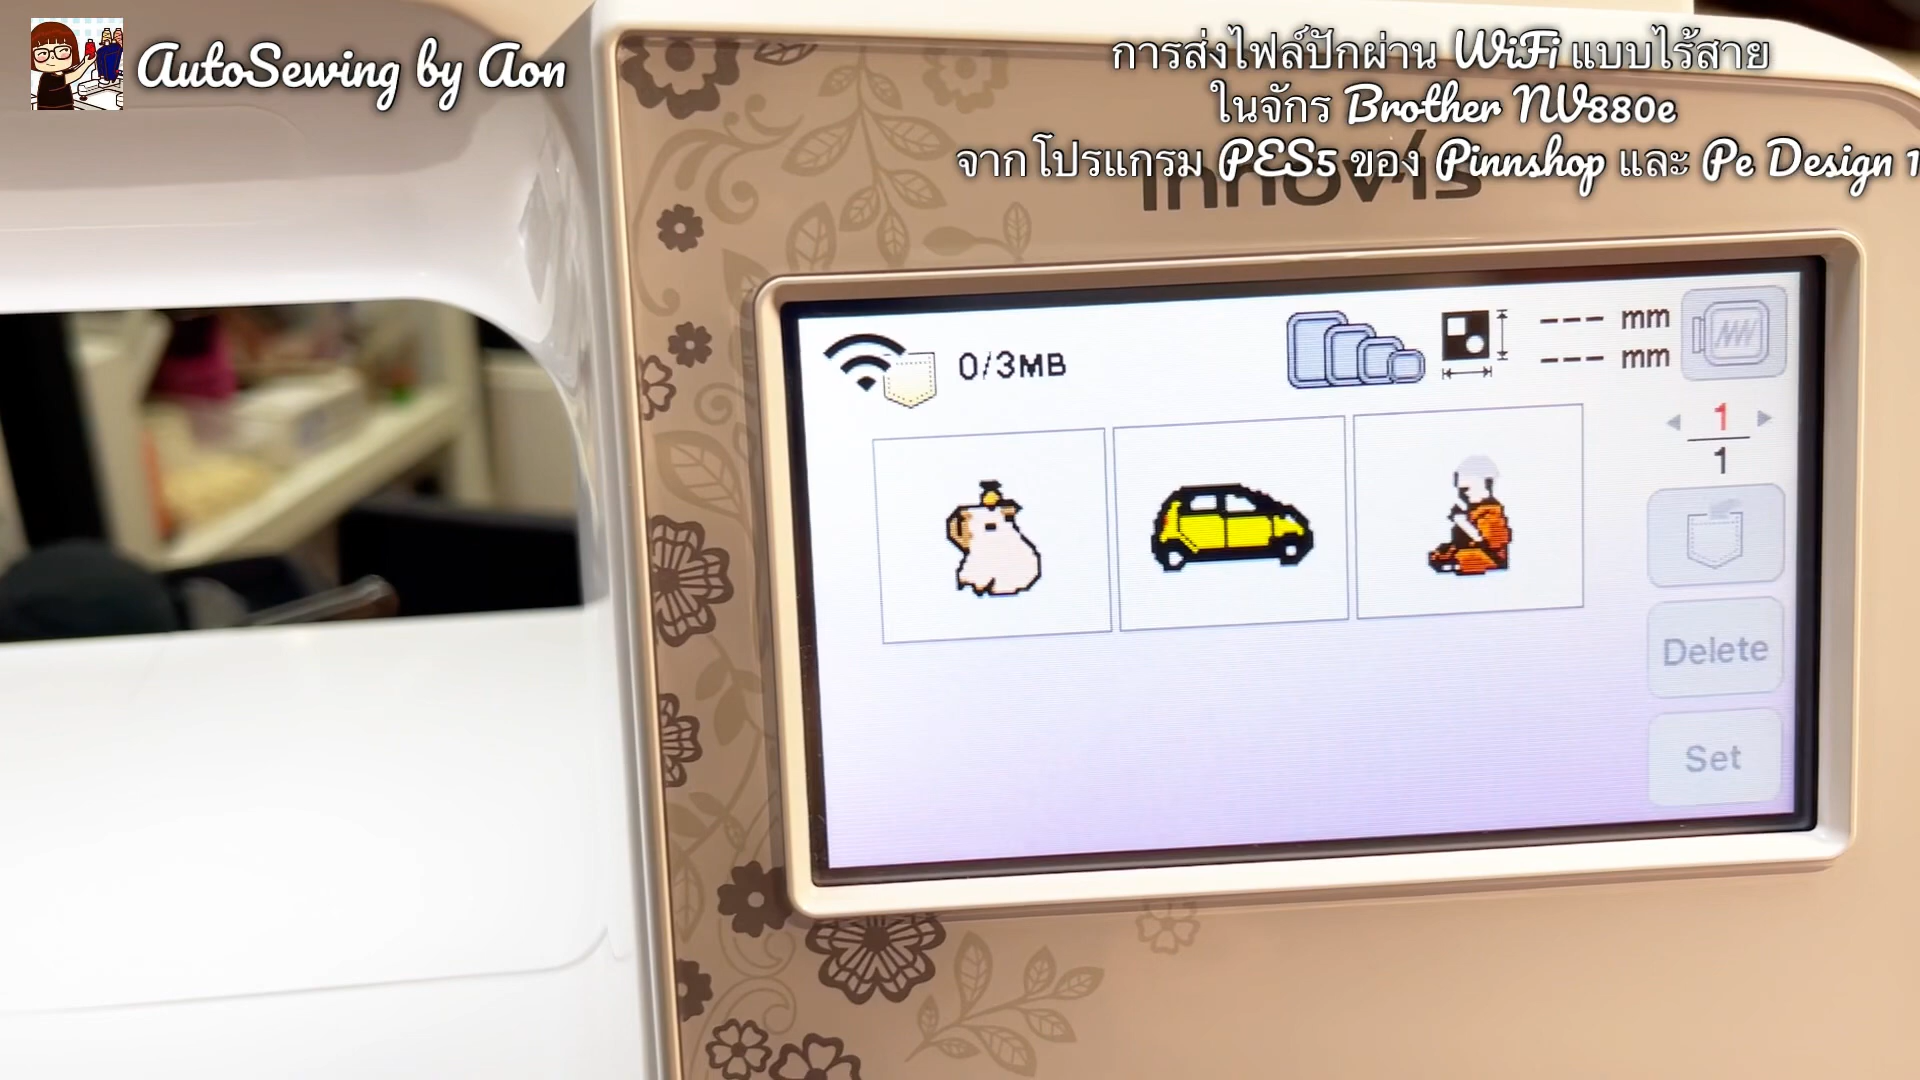 AutoSewing by Aon
การส่งไฟล์ปักผ่าน WiFi แบบไร้สาย
ในจักร Brother NV880e
จากโปรแกรม PES5 ของ Pinnshop และ Pe Design 1
innov-is
0/3MB
--- mm
--- mm
1
1
Delete
Set